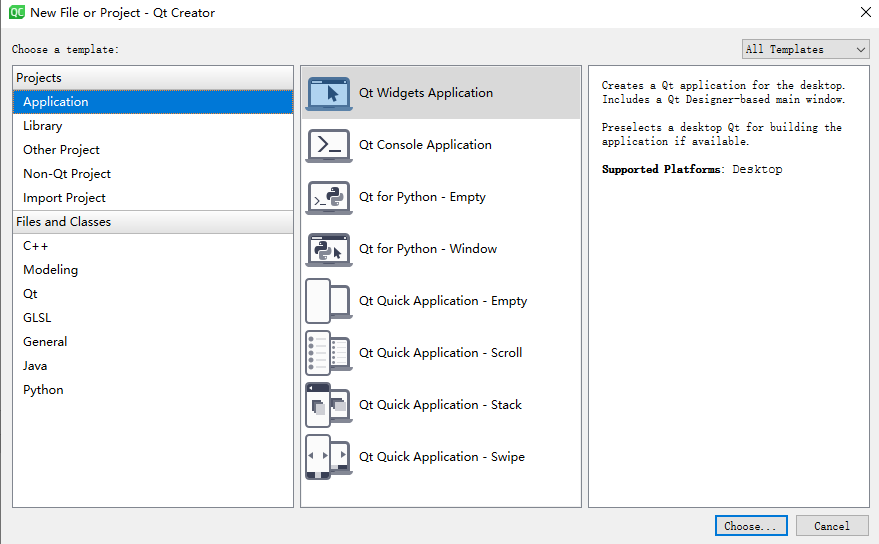 New File or Project - Qt Creator
Choose a template:
All Templates
Projects
Application
Library
Other Project
Non-Qt Project
Import Project
Files and Classes
C++
Modeling
Qt
GLSL
General
Java
Python
Qt Widgets Application
Qt Console Application
Qt for Python - Empty
Qt for Python - Window
Qt Quick Application - Empty
Qt Quick Application - Scroll
Qt Quick Application - Stack
Qt Quick Application - Swipe
Creates a Qt application for the desktop.
Includes a Qt Designer-based main window.
Preselects a desktop Qt for building the
application if available.
Supported Platforms: Desktop
Choose...
Cancel